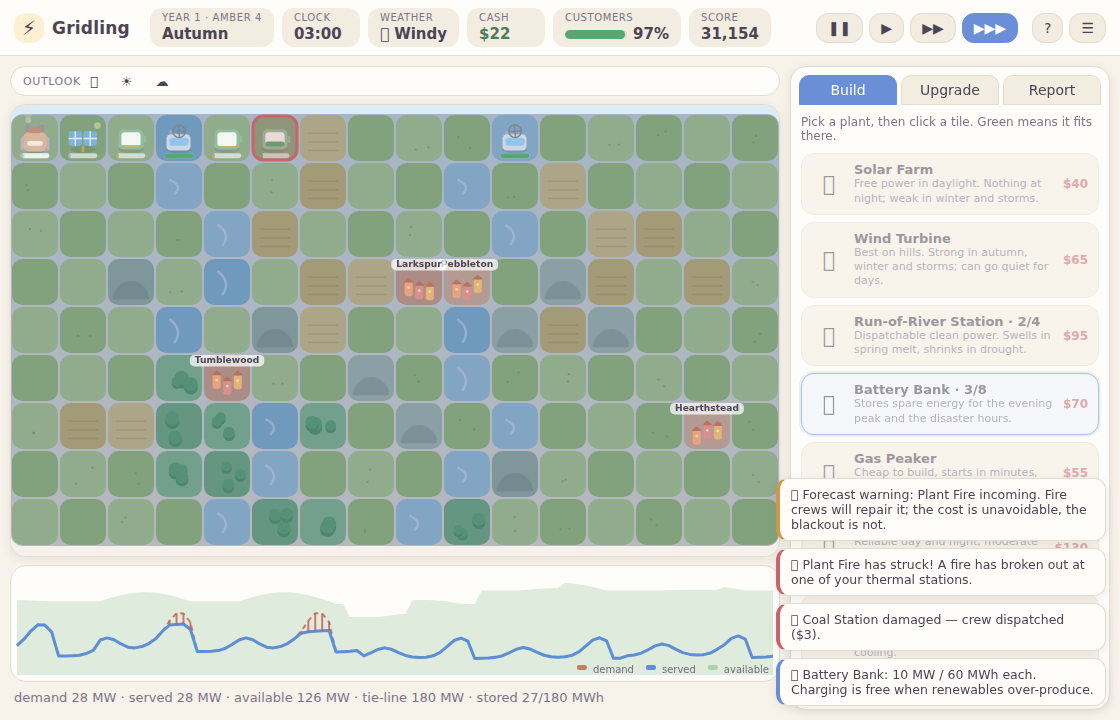 Gridling
YEAR 1 · AMBER 4
Autumn
CLOCK
03:00
WEATHER
Windy
CASH
$22
CUSTOMERS
97%
SCORE
31,154
?
OUTLOOK
Build
Upgrade
Report
Pick a plant, then click a tile. Green means it fits
there.
Solar Farm
Free power in daylight. Nothing at
night; weak in winter and storms.
$40
Wind Turbine
Best on hills. Strong in autumn,
winter and storms; can go quiet for
days.
$65
Run-of-River Station · 2/4
Dispatchable clean power. Swells in
spring melt, shrinks in drought.
$95
Battery Bank · 3/8
Stores spare energy for the evening
peak and the disaster hours.
$70
Gas Peaker
Cheap to build, starts in minutes,
$55
Forecast warning: Plant Fire incoming. Fire
crews will repair it; the cost is unavoidable, the
blackout is not.
Reliable day and night; moderate
$130
Plant Fire has struck! A fire has broken out at
one of your thermal stations.
Coal Station damaged — crew dispatched
($3).
cooling.
Battery Bank: 10 MW / 60 MWh each.
Charging is free when renewables over-produce.
Larkspur
Pebbleton
Tumblewood
Hearthstead
demand
served
available
demand 28 MW · served 28 MW · available 126 MW · tie-line 180 MW · stored 27/180 MWh